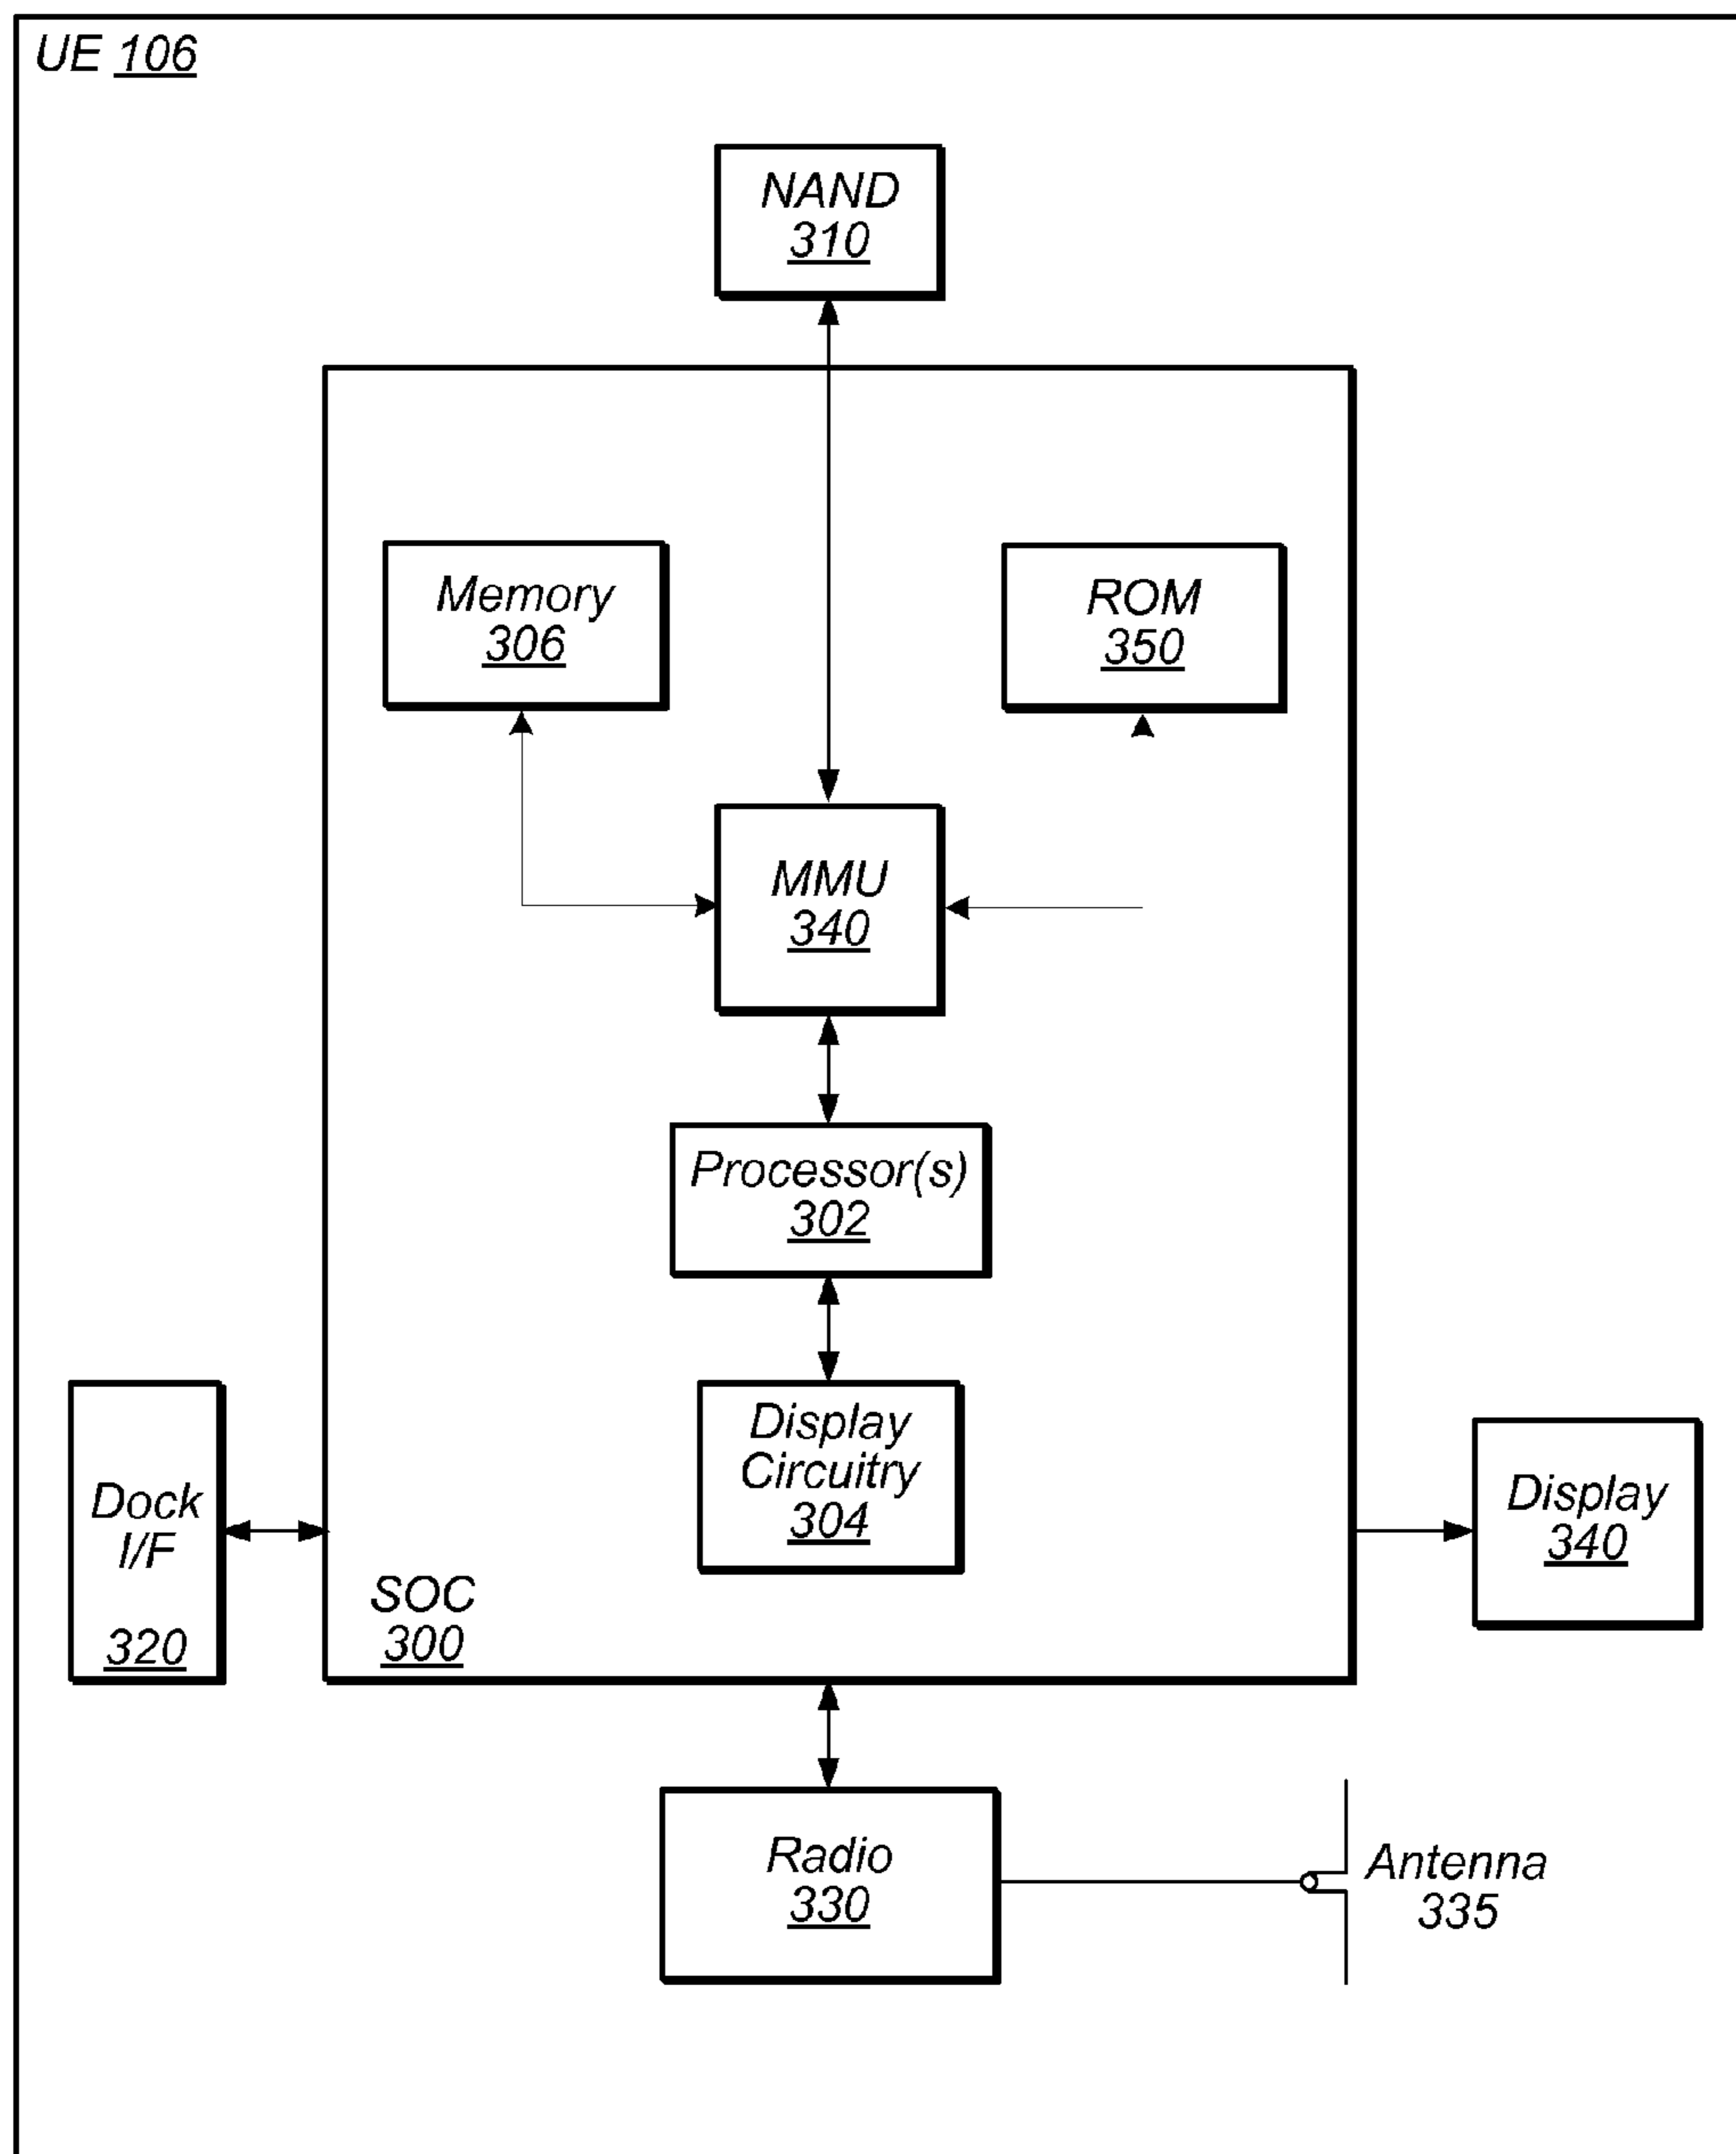 UE 106
NAND
310
Memory
306
ROM
350
MMU
340
Processor(s)
302
Display
Circuitry
304
Dock
I/F
320
SOC
300
Display
340
Radio
330
Antenna
335